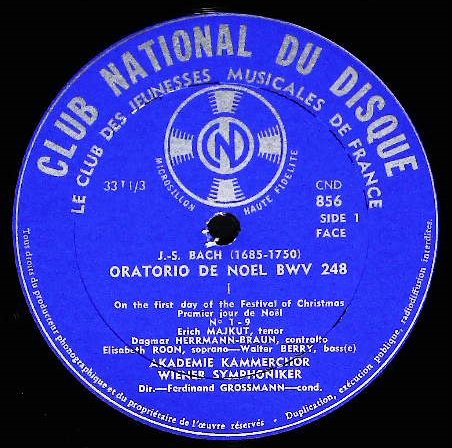 CLUB NATIONAL DU DISQUE
LE CLUB DES JEUNESSES MUSICALES DE FRANCE
CND
MICROSILLON
HAUTE FIDÉLITÉ
33T1/3
CND
856
SIDE 1
FACE
J.-S. BACH (1685-1750)
ORATORIO DE NOEL BWV 248
I
On the first day of the Festival of Christmas
Premier jour de Noël
N° 1-9
Erich MAJKUT, tenor
Dagmar HERRMANN-BRAUN, contralto
Elisabeth ROON, soprano—Walter BERRY, bass(e)
AKADEMIE KAMMERCHOR
WIENER SYMPHONIKER
Dir.—Ferdinand GROSSMANN—cond.
Tous droits du producteur phonographique et du propriétaire de l'œuvre réservés • Duplication, exécution publique, radiodiffusion interdites.